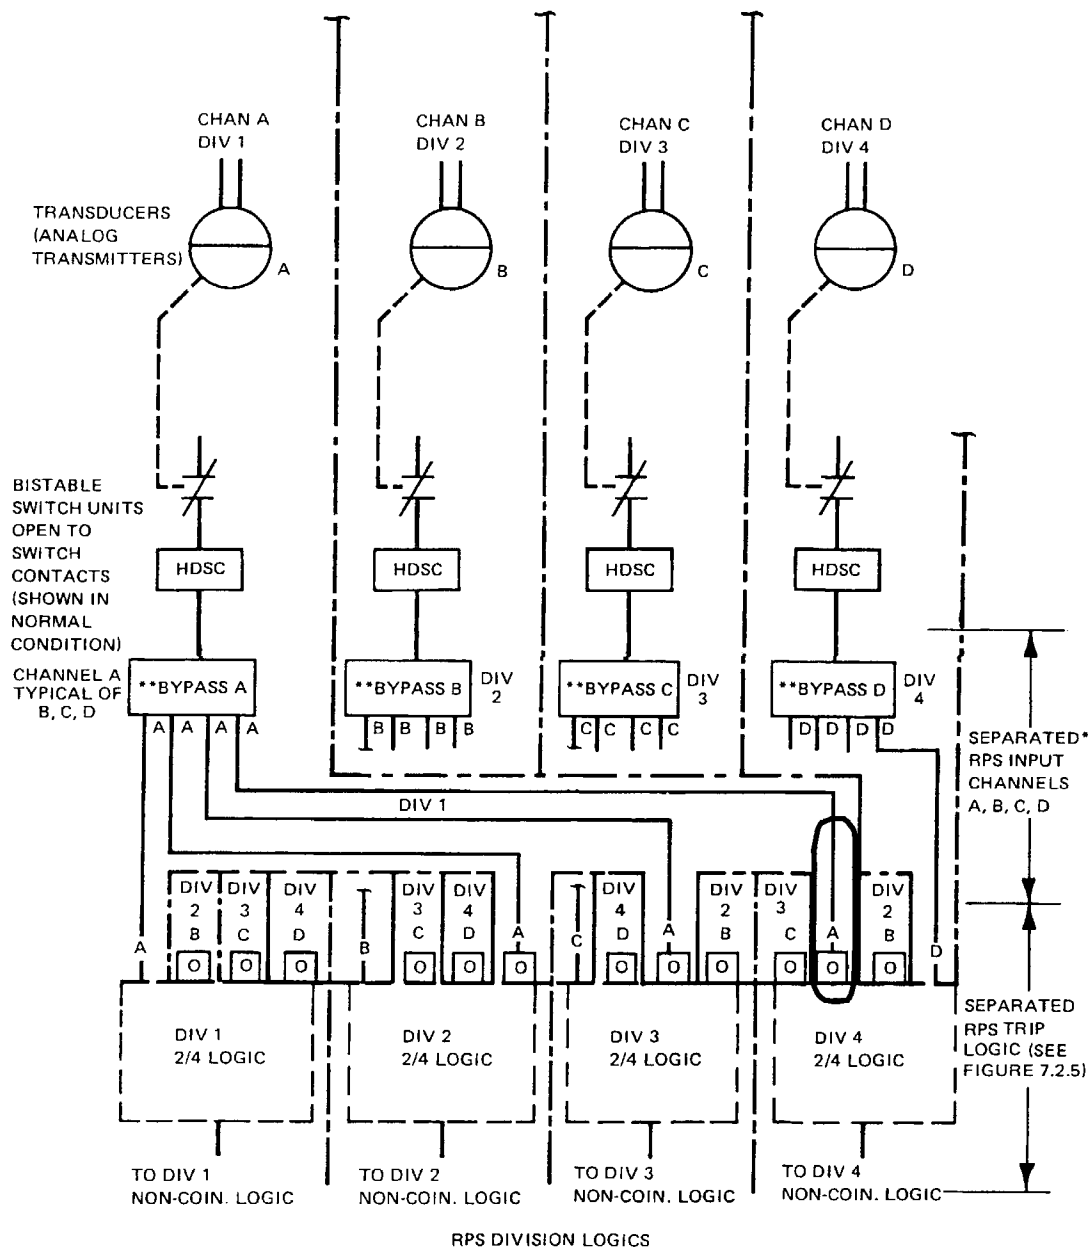 CHAN A
DIV 1
CHAN B
DIV 2
CHAN C
DIV 3
CHAN D
DIV 4
TRANSDUCERS
(ANALOG
TRANSMITTERS)
A
B
C
D
BISTABLE
SWITCH UNITS
OPEN TO
SWITCH
CONTACTS
(SHOWN IN
NORMAL
CONDITION)
HDSC
HDSC
HDSC
HDSC
CHANNEL A
TYPICAL OF
B, C, D
**BYPASS A
**BYPASS B
DIV
2
**BYPASS C
DIV
3
**BYPASS D
DIV
4
A A A A
B B B B
C C C C
D D D D
SEPARATED*
RPS INPUT
CHANNELS
A, B, C, D
DIV 1
A
DIV
2
B
O
DIV
3
C
O
DIV
4
D
O
B
DIV
3
C
O
DIV
4
D
O
A
O
C
DIV
4
D
O
A
O
DIV
2
B
O
DIV
3
C
O
A
O
DIV
2
B
O
D
DIV 1
2/4 LOGIC
DIV 2
2/4 LOGIC
DIV 3
2/4 LOGIC
DIV 4
2/4 LOGIC
SEPARATED
RPS TRIP
LOGIC (SEE
FIGURE 7.2.5)
TO DIV 1
NON-COIN. LOGIC
TO DIV 2
NON-COIN. LOGIC
TO DIV 3
NON-COIN. LOGIC
TO DIV 4
NON-COIN. LOGIC
RPS DIVISION LOGICS